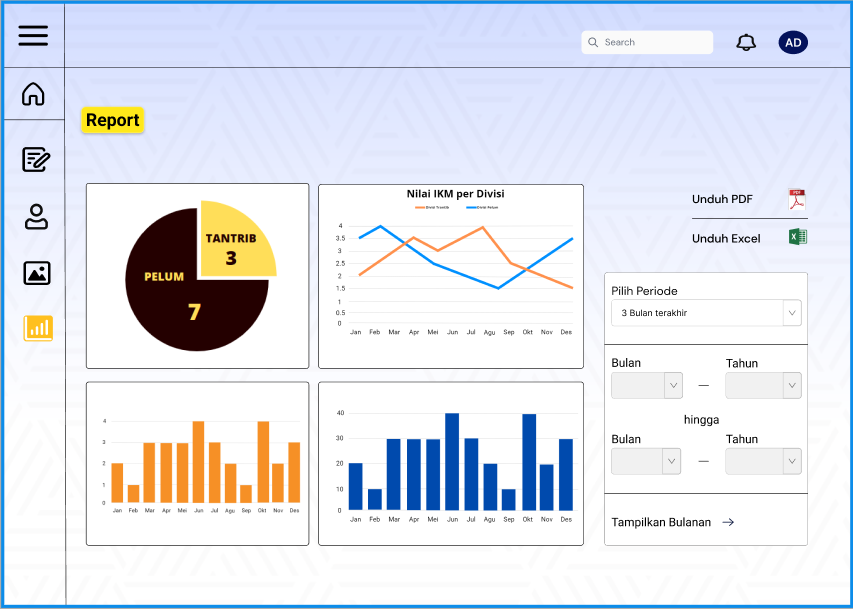 Search
AD
Report
TANTRIB
3
PELUM
7
Nilai IKM per Divisi
Divisi Trantib
Divisi Pelum
4
3.5
3
2.5
2
1.5
1
0.5
0
Jan Feb Mar Apr Mei Jun Jul Agu Sep Okt Nov Des
Unduh PDF
PDF
Unduh Excel
X
Pilih Periode
3 Bulan terakhir
Bulan Tahun
—
hingga
Bulan Tahun
—
Tampilkan Bulanan
4
3
2
1
0
Jan Feb Mar Apr Mei Jun Jul Agu Sep Okt Nov Des
40
30
20
10
0
Jan Feb Mar Apr Mei Jun Jul Agu Sep Okt Nov Des